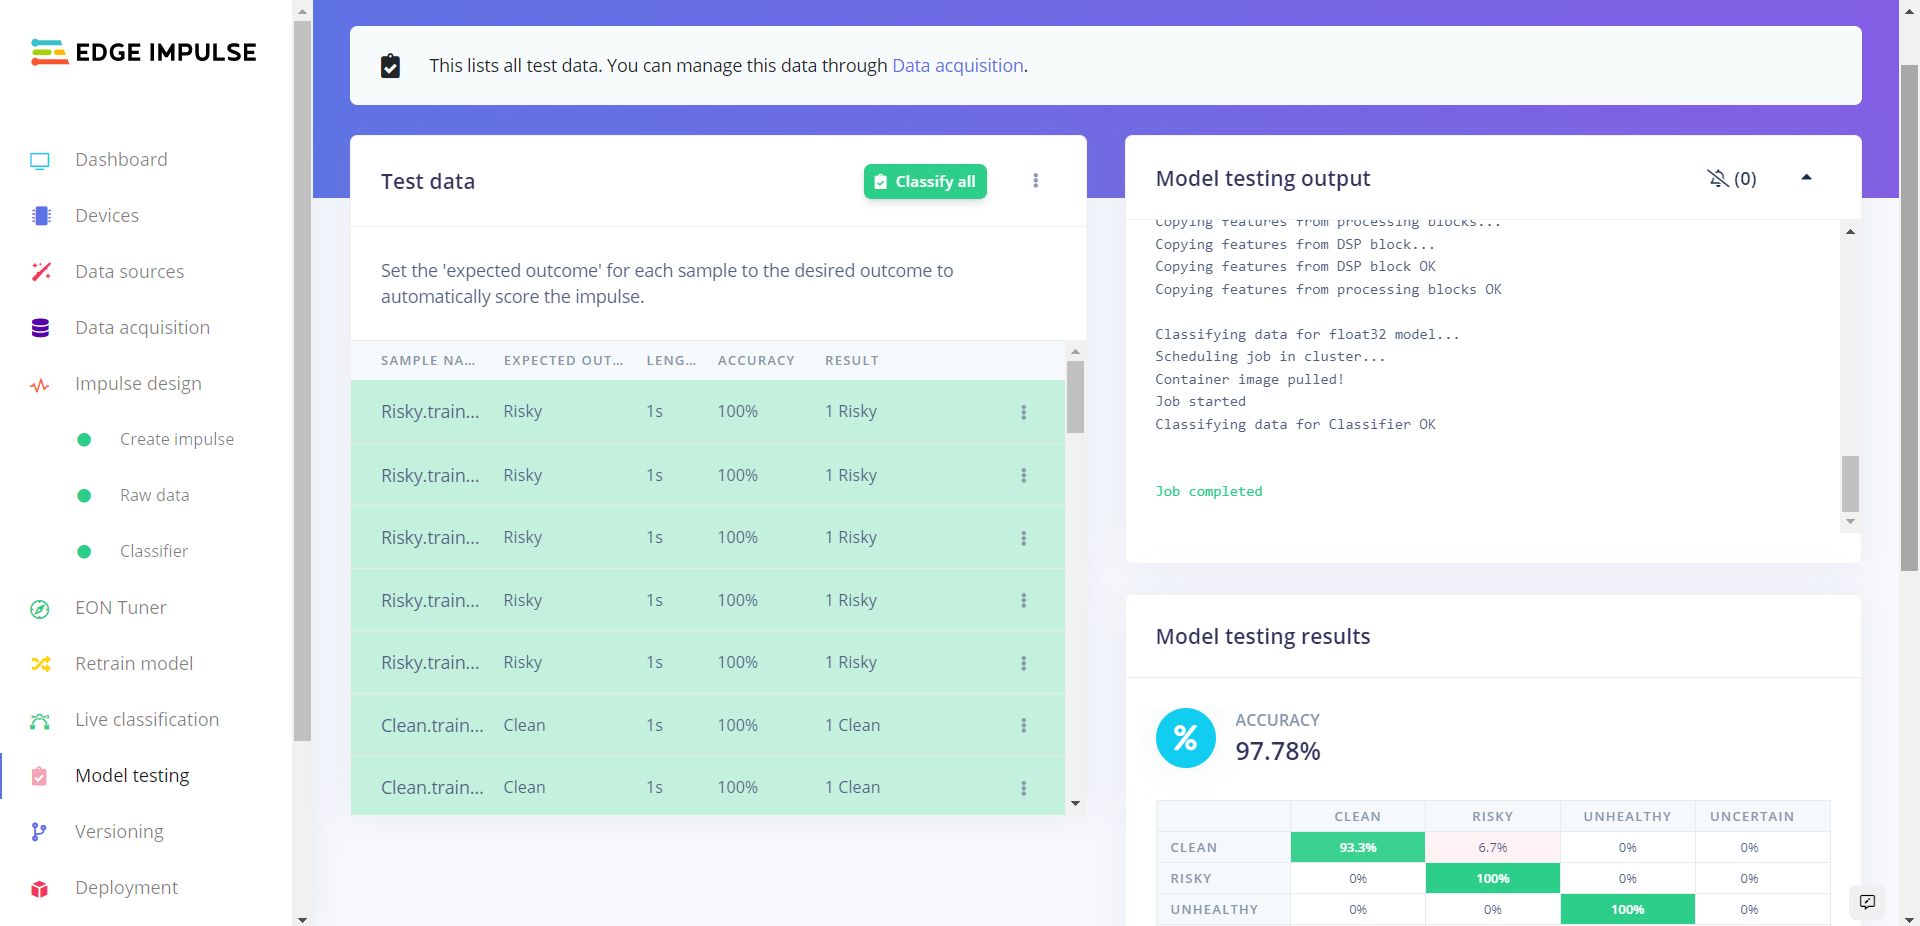 EDGE IMPULSE
Dashboard
Devices
Data sources
Data acquisition
Impulse design
Create impulse
Raw data
Classifier
EON Tuner
Retrain model
Live classification
Model testing
Versioning
Deployment
This lists all test data. You can manage this data through Data acquisition.
Test data
Classify all
Set the 'expected outcome' for each sample to the desired outcome to
automatically score the impulse.
SAMPLE NA... EXPECTED OUT... LENG... ACCURACY RESULT
Risky.train... Risky 1s 100% 1 Risky
Risky.train... Risky 1s 100% 1 Risky
Risky.train... Risky 1s 100% 1 Risky
Risky.train... Risky 1s 100% 1 Risky
Risky.train... Risky 1s 100% 1 Risky
Clean.train... Clean 1s 100% 1 Clean
Clean.train... Clean 1s 100% 1 Clean
Model testing output
(0)
Copying features from processing blocks...
Copying features from DSP block...
Copying features from DSP block OK
Copying features from processing blocks OK
Classifying data for float32 model...
Scheduling job in cluster...
Container image pulled!
Job started
Classifying data for Classifier OK
Job completed
Model testing results
%
ACCURACY
97.78%
CLEAN RISKY UNHEALTHY UNCERTAIN
CLEAN 93.3% 6.7% 0% 0%
RISKY 0% 100% 0% 0%
UNHEALTHY 0% 0% 100% 0%